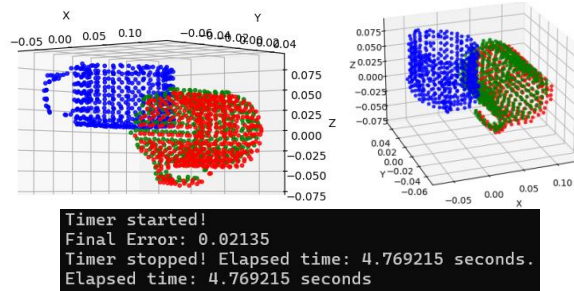 X
Y
-0.05 0.00 0.05 0.10
-0.06 0.04 0.02 0.00 0.02 0.04
0.075
0.050
0.025
0.000
-0.025
-0.050
-0.075
Z
0.075
0.050
0.025
Z 0.000
-0.025
-0.050
-0.075
0.04
0.02
0.00
Y -0.02
-0.04
-0.06
-0.05
0.00
0.05
0.10
X
Timer started!
Final Error: 0.02135
Timer stopped! Elapsed time: 4.769215 seconds.
Elapsed time: 4.769215 seconds